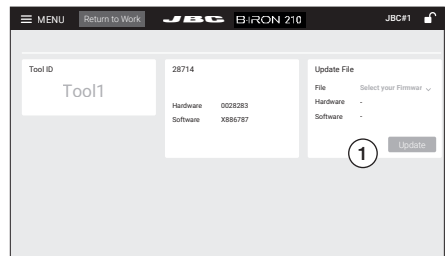 MENU Return to Work JBC B·IRON 210 JBC#1
Tool ID
Tool1
28714
Hardware 0028283
Software X886787
Update File
File Select your Firmwar
Hardware -
Software -
1 Update